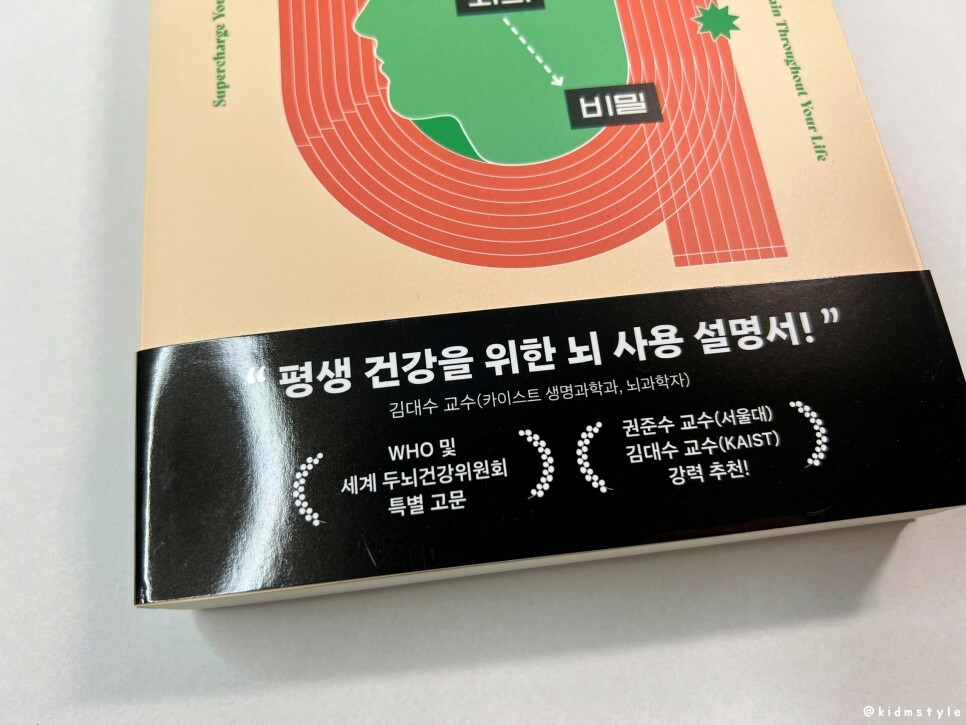 Supercharge You
ain Throughout Your Life
비밀
“ 평생 건강을 위한 뇌 사용 설명서! ”
김대수 교수(카이스트 생명과학과, 뇌과학자)
WHO 및
세계 두뇌건강위원회
특별 고문
권준수 교수(서울대)
김대수 교수(KAIST)
강력 추천!
@kidmstyle